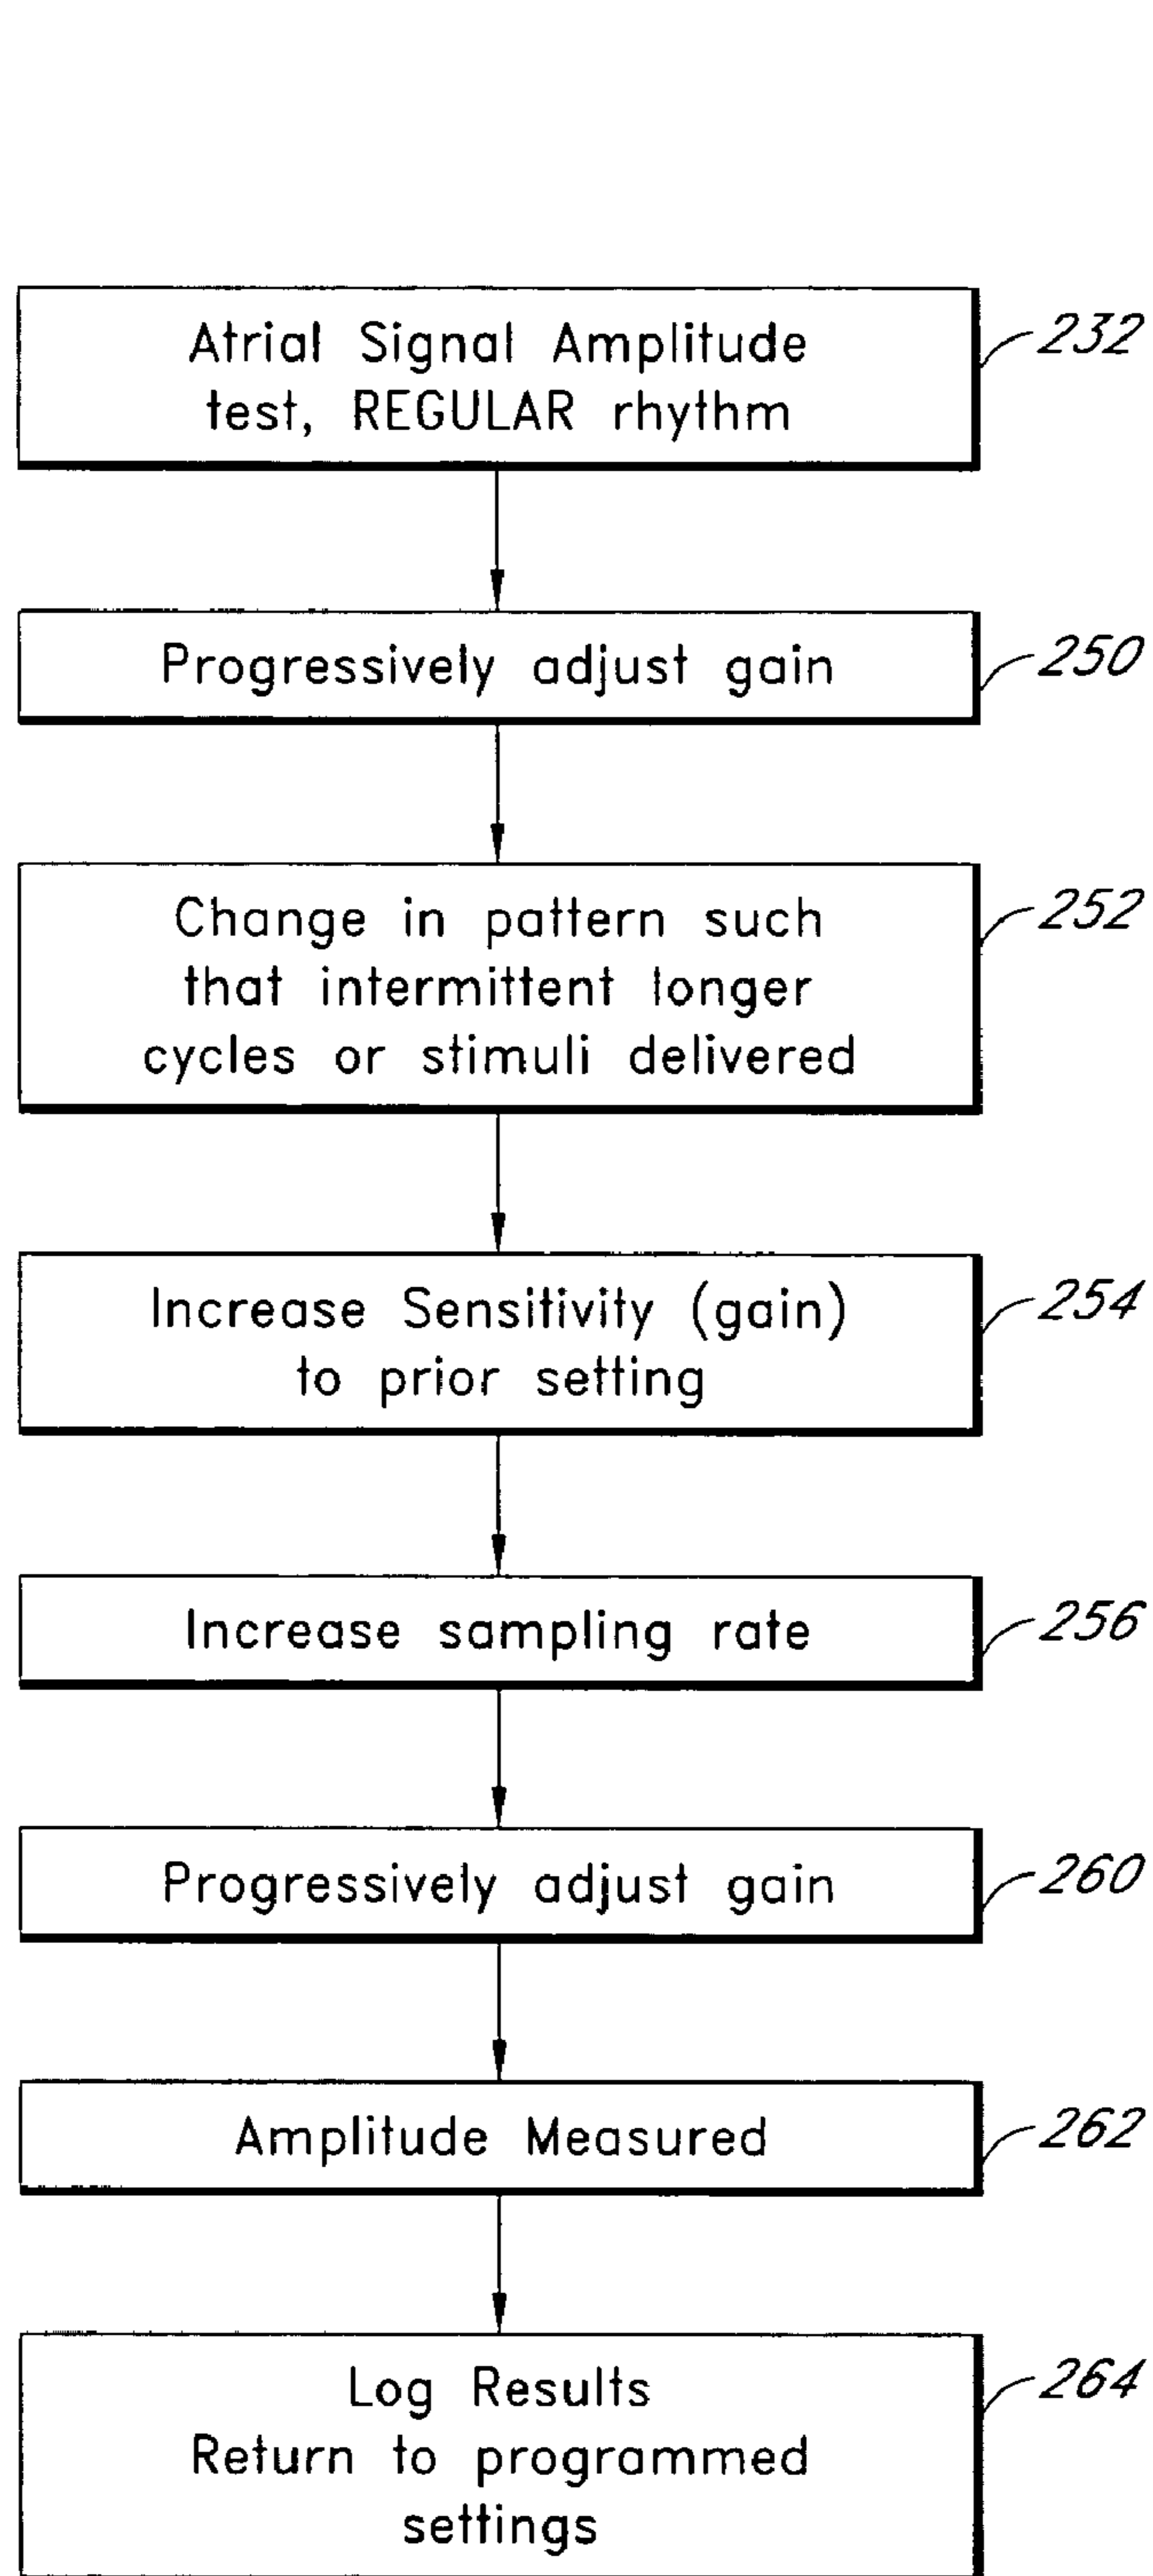 Atrial Signal Amplitude
test, REGULAR rhythm
232
Progressively adjust gain
250
Change in pattern such
that intermittent longer
cycles or stimuli delivered
252
Increase Sensitivity (gain)
to prior setting
254
Increase sampling rate
256
Progressively adjust gain
260
Amplitude Measured
262
Log Results
Return to programmed
settings
264